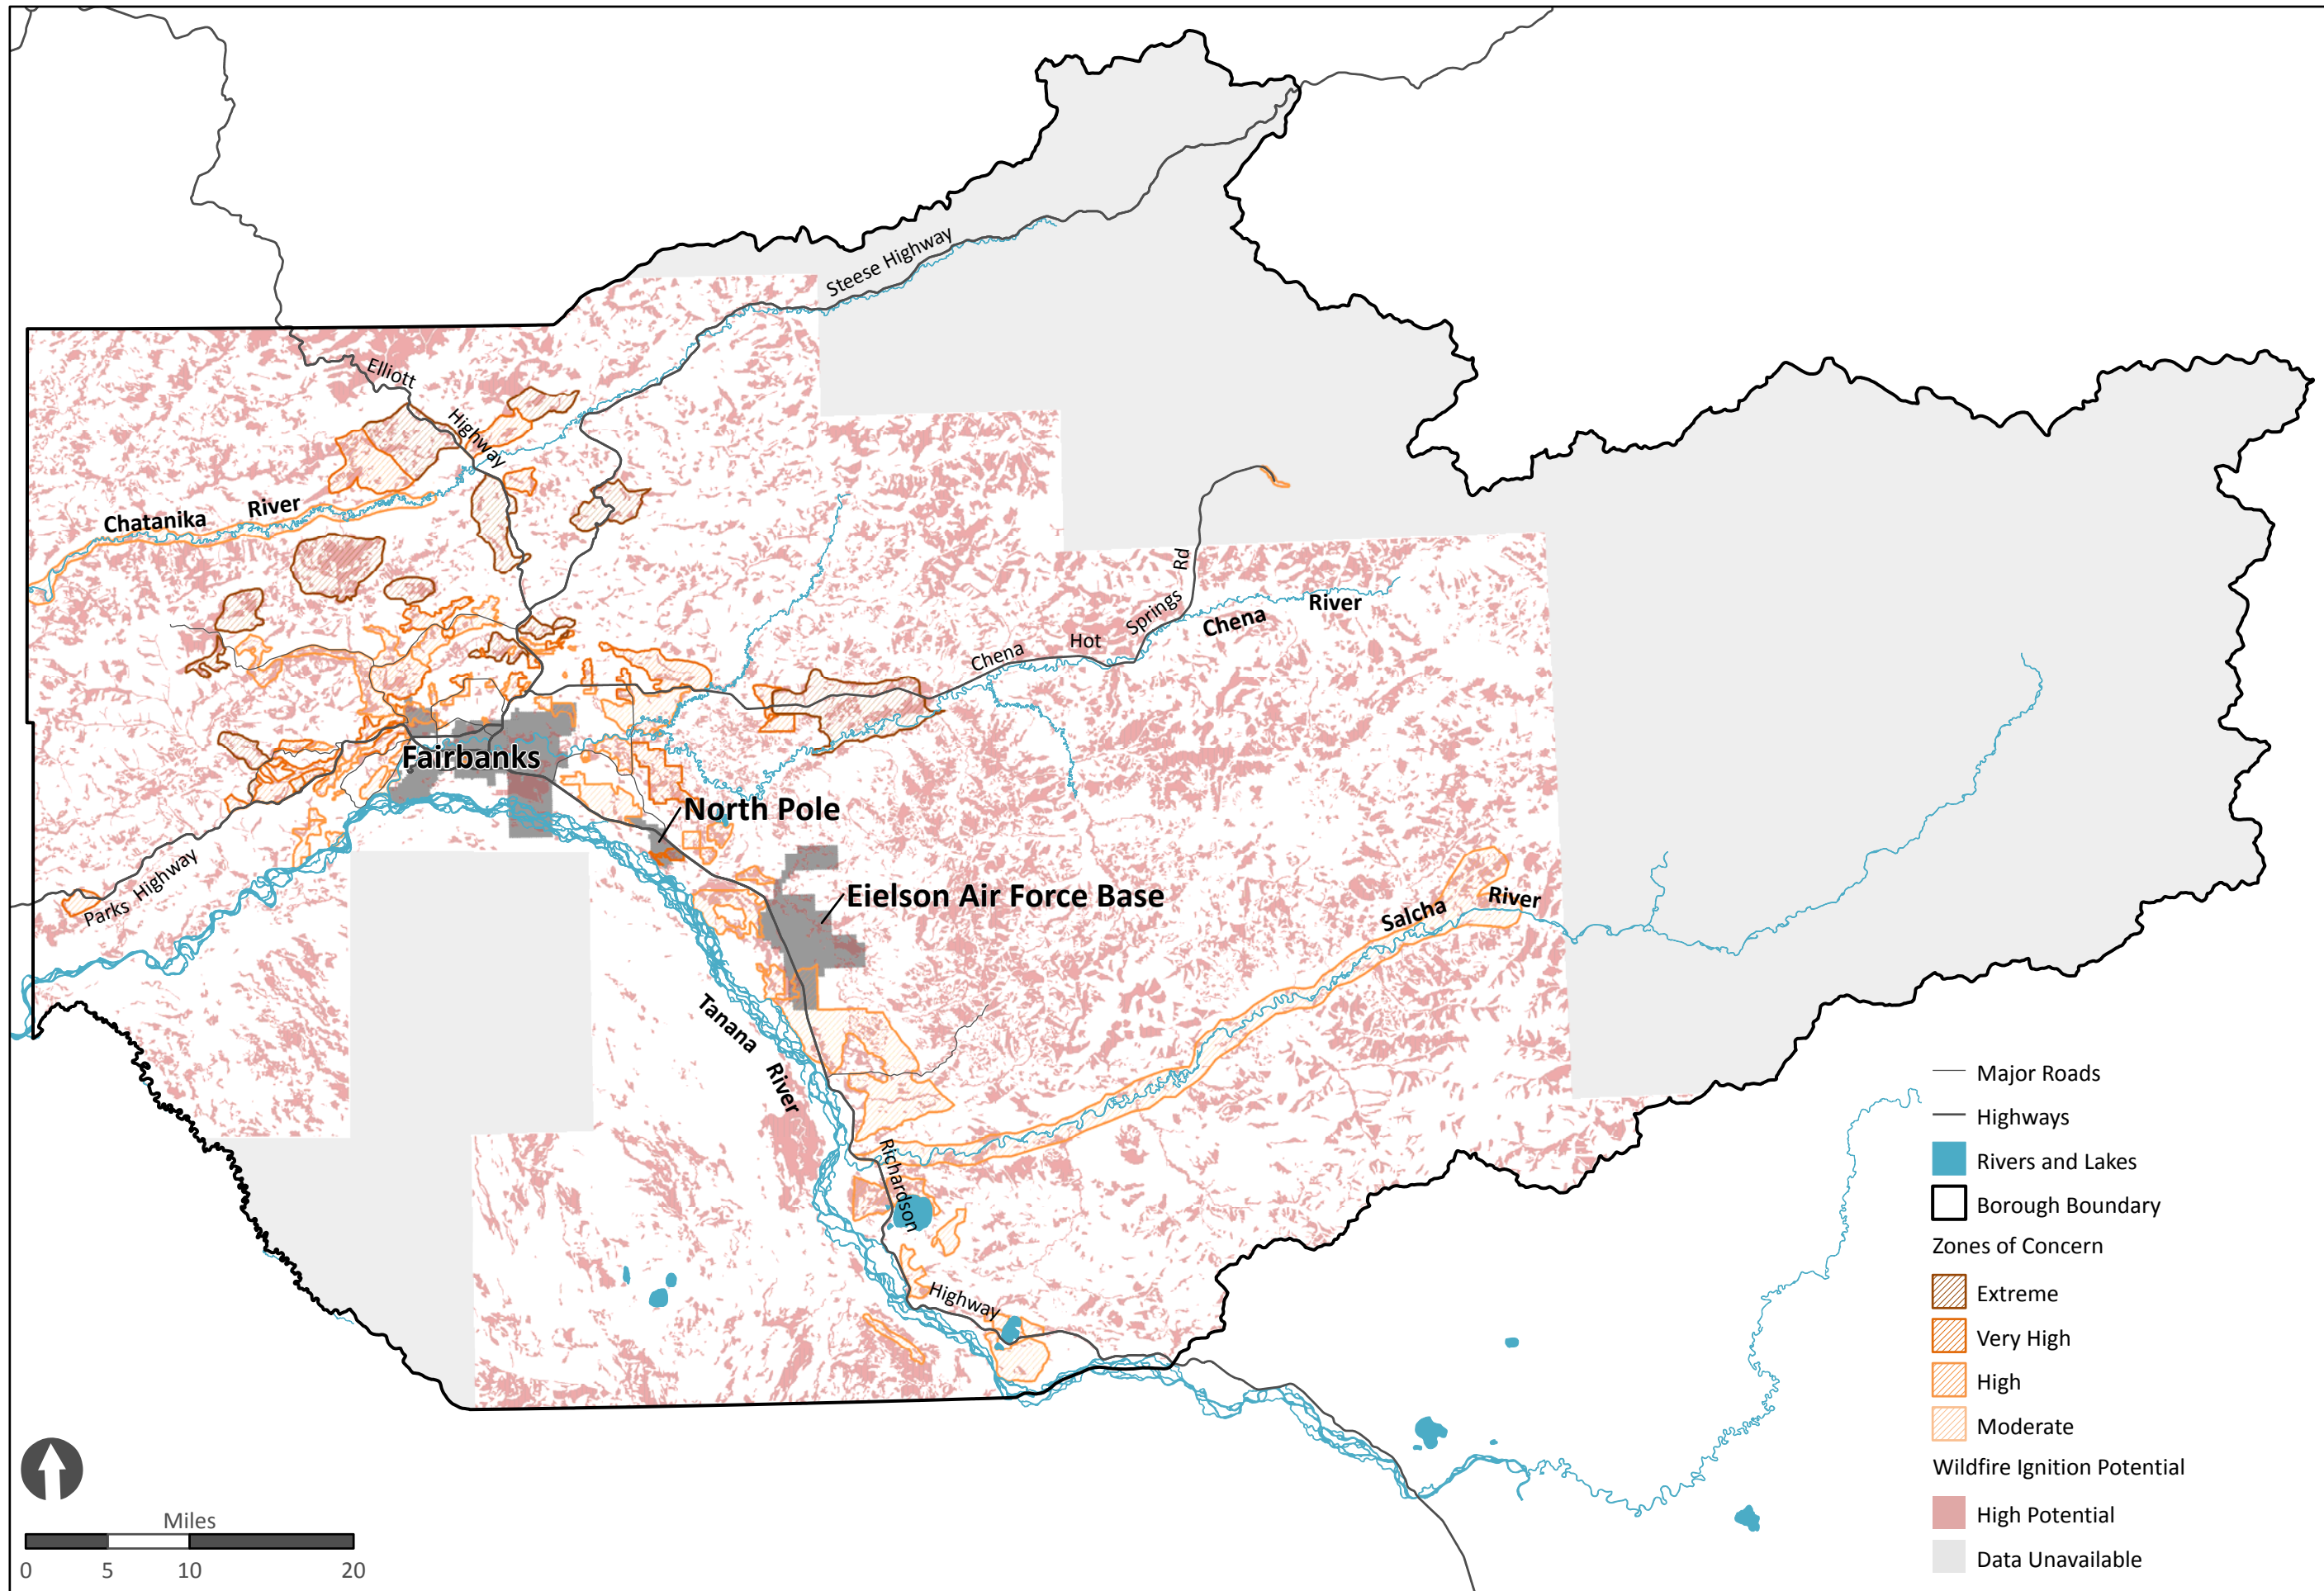 Steese Highway
Elliott
Highway
Chatanika River
Rd
Springs
Hot
Chena
Chena River
Fairbanks
North Pole
Eielson Air Force Base
Parks Highway
Salcha River
Tanana River
Richardson
Highway
Major Roads
Highways
Rivers and Lakes
Borough Boundary
Zones of Concern
Extreme
Very High
High
Moderate
Wildfire Ignition Potential
High Potential
Data Unavailable
Miles
0 5 10 20